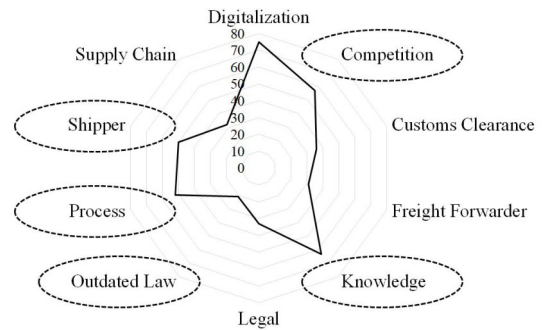 Digitalization
80
70
60
50
40
30
20
10
0
Competition
Customs Clearance
Freight Forwarder
Knowledge
Legal
Outdated Law
Process
Shipper
Supply Chain